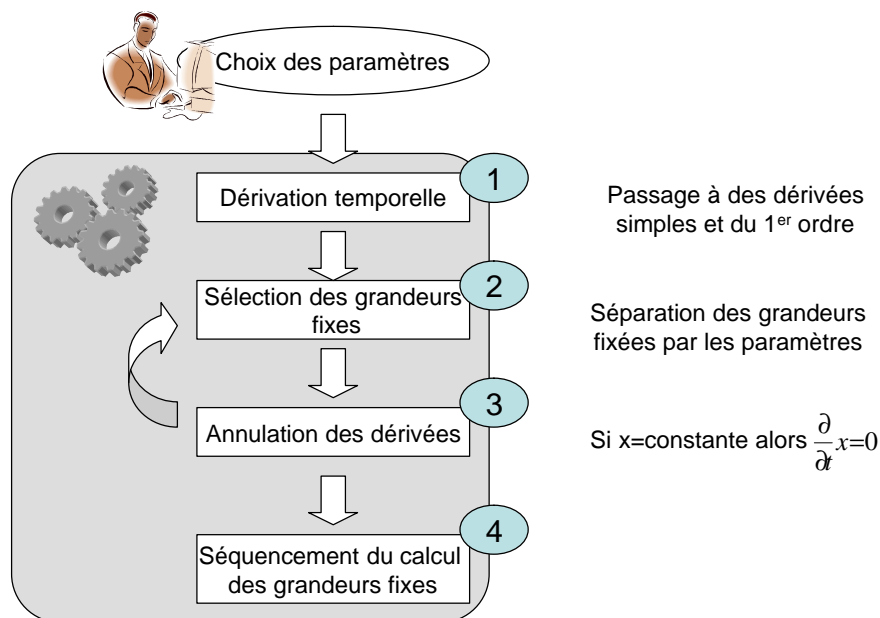 Choix des paramètres
1
Dérivation temporelle
Passage à des dérivées
simples et du 1er ordre
2
Sélection des grandeurs
fixes
Séparation des grandeurs
fixées par les paramètres
3
Annulation des dérivées
Si x=constante alors ∂/∂t x=0
4
Séquencement du calcul
des grandeurs fixes